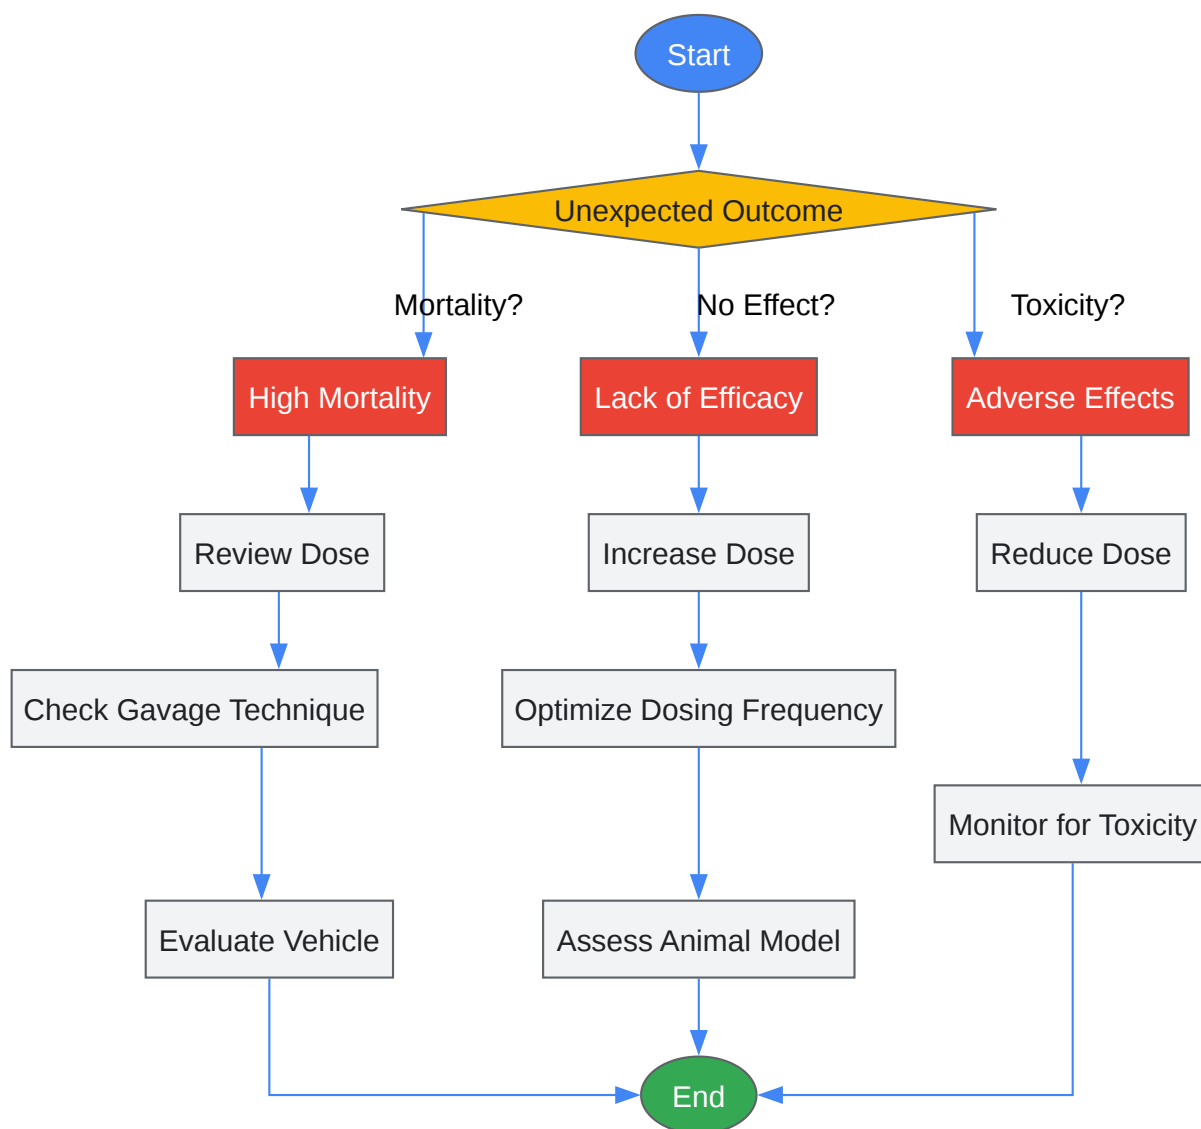 Start
Unexpected Outcome
Mortality?
No Effect?
Toxicity?
High Mortality
Lack of Efficacy
Adverse Effects
Review Dose
Increase Dose
Reduce Dose
Check Gavage Technique
Optimize Dosing Frequency
Monitor for Toxicity
Evaluate Vehicle
Assess Animal Model
End